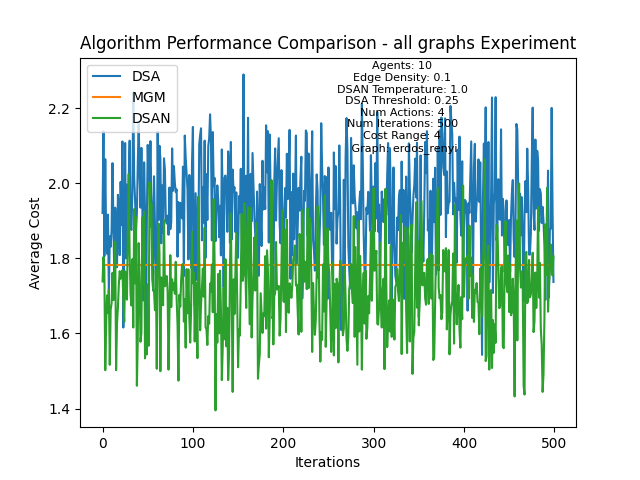 Algorithm Performance Comparison - all graphs Experiment
DSA
MGM
DSAN
Agents: 10
Edge Density: 0.1
DSAN Temperature: 1.0
DSA Threshold: 0.25
Num Actions: 4
Num Iterations: 500
Cost Range: 4
Graph: erdos_renyi
Average Cost
2.2
2.0
1.8
1.6
1.4
0
100
200
300
400
500
Iterations